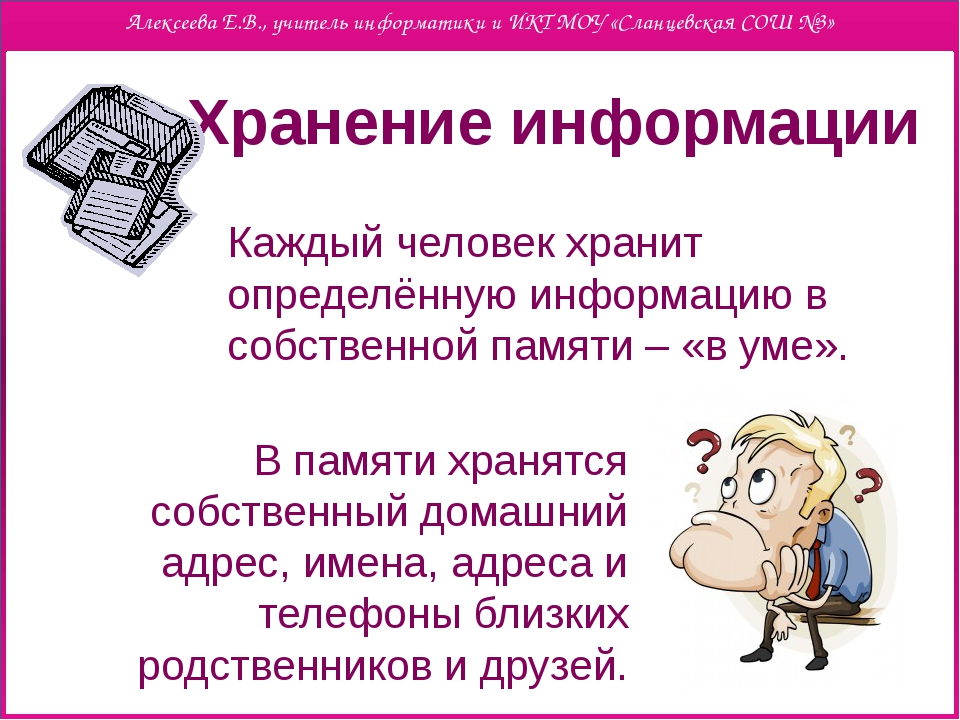 Алексеева Е.В., учитель информатики и ИКТ МОУ «Сланцевская СОШ №3»
Хранение информации
Каждый человек хранит
определённую информацию в
собственной памяти – «в уме».
В памяти хранятся
собственный домашний
адрес, имена, адреса и
телефоны близких
родственников и друзей.